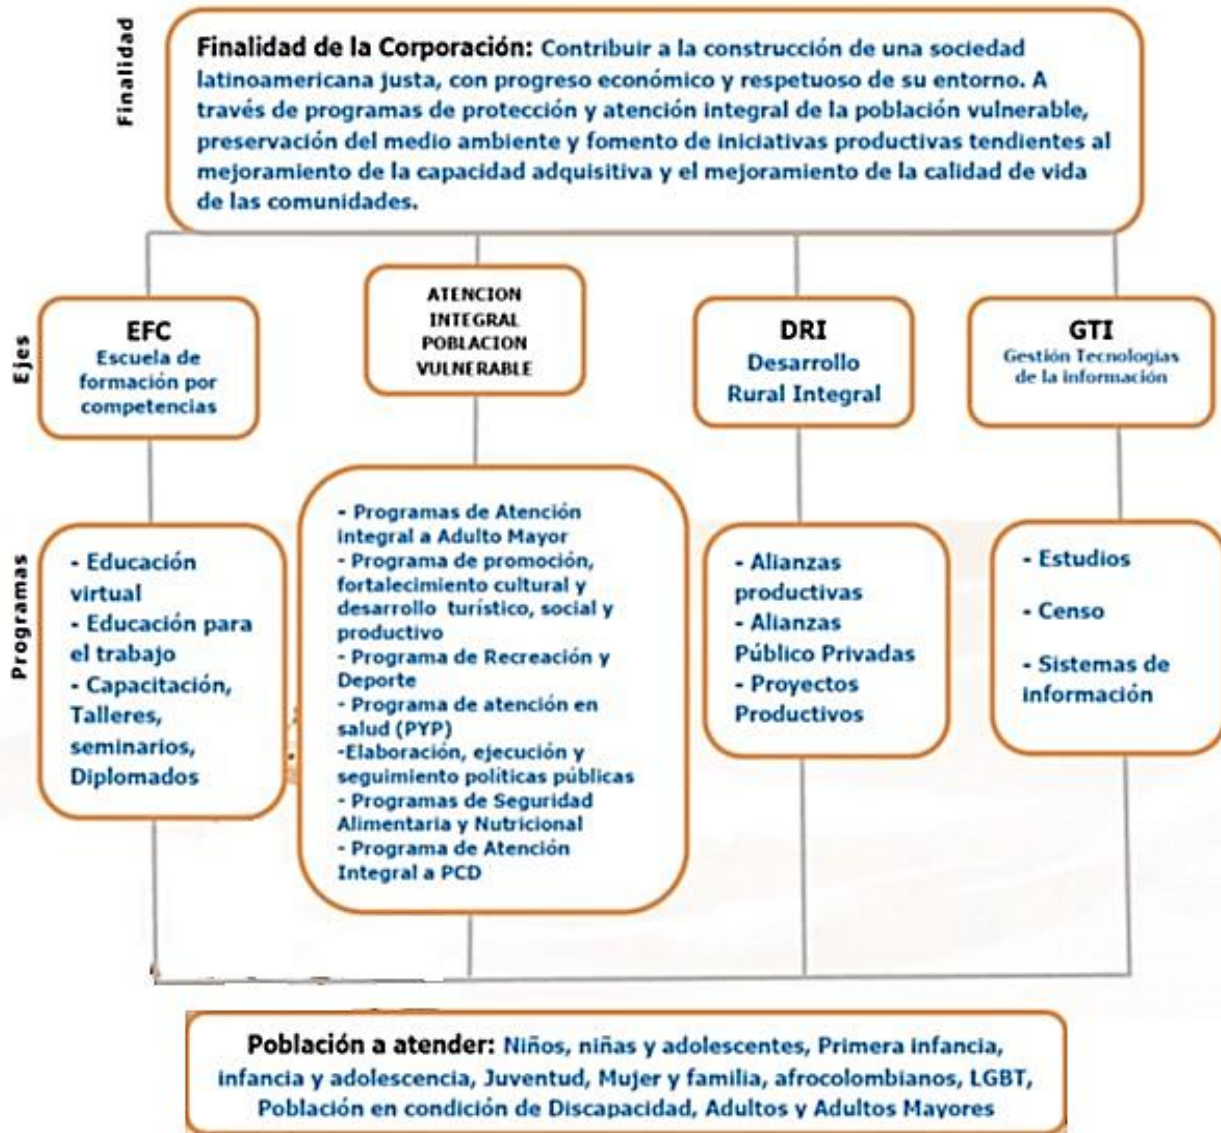 Finalidad
Finalidad de la Corporación: Contribuir a la construcción de una sociedad
latinoamericana justa, con progreso económico y respetuoso de su entorno. A
través de programas de protección y atención integral de la población vulnerable,
preservación del medio ambiente y fomento de iniciativas productivas tendientes al
mejoramiento de la capacidad adquisitiva y el mejoramiento de la calidad de vida
de las comunidades.
Ejes
EFC
Escuela de
formación por
competencias
ATENCION
INTEGRAL
POBLACION
VULNERABLE
DRI
Desarrollo
Rural Integral
GTI
Gestión Tecnologías
de la información
Programas
- Educación
virtual
- Educación para
el trabajo
- Capacitación,
Talleres,
seminarios,
Diplomados
- Programas de Atención
integral a Adulto Mayor
- Programa de promoción,
fortalecimiento cultural y
desarrollo turístico, social y
productivo
- Programa de Recreación y
Deporte
- Programa de atención en
salud (PYP)
-Elaboración, ejecución y
seguimiento políticas públicas
- Programas de Seguridad
Alimentaria y Nutricional
- Programa de Atención
Integral a PCD
- Alianzas
productivas
- Alianzas
Público Privadas
- Proyectos
Productivos
- Estudios
- Censo
- Sistemas de
información
Población a atender: Niños, niñas y adolescentes, Primera infancia,
infancia y adolescencia, Juventud, Mujer y familia, afrocolombianos, LGBT,
Población en condición de Discapacidad, Adultos y Adultos Mayores